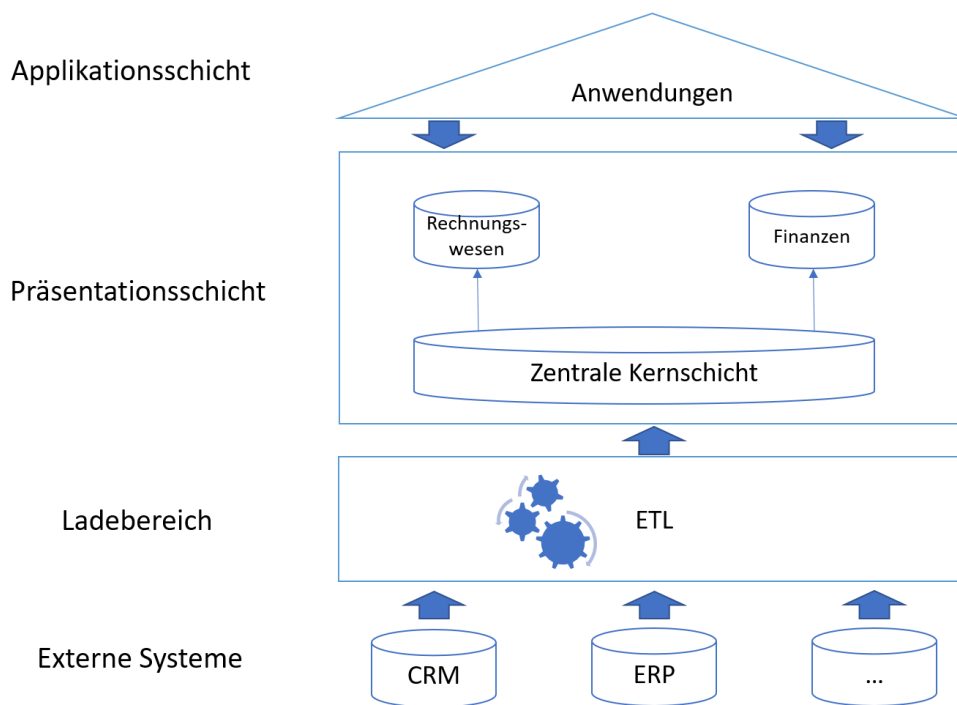 Applikationsschicht
Anwendungen
Rechnungs-
wesen
Finanzen
Präsentationsschicht
Zentrale Kernschicht
Ladebereich
ETL
Externe Systeme
CRM
ERP
...